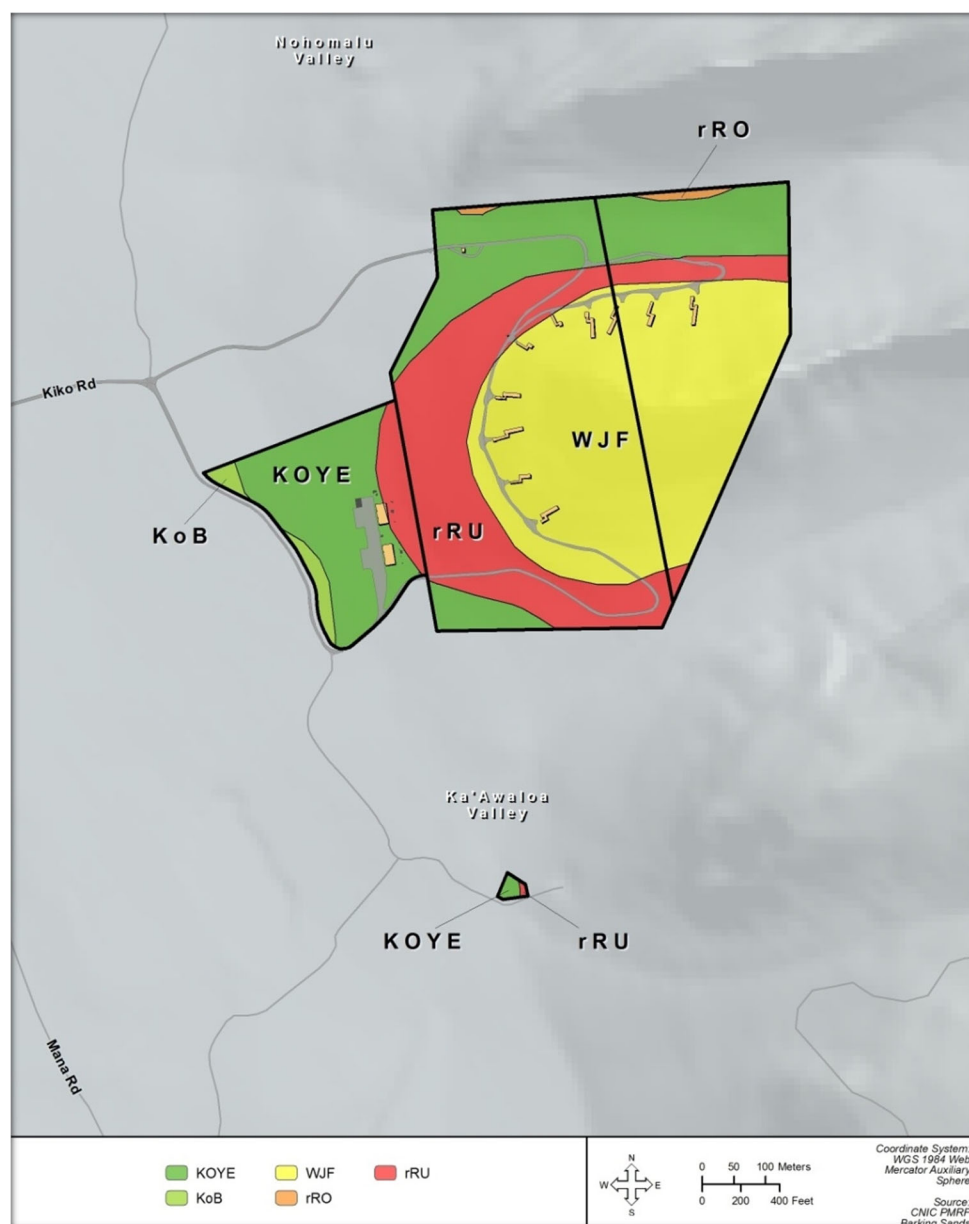 Nohomalu
Valley
rRO
Kiko Rd
WJF
KOYE
rRU
KoB
Ka'Awaloa
Valley
KOYE
rRU
Mana Rd
KOYE
WJF
rRU
KoB
rRO
N
W
E
S
0 50 100 Meters
0 200 400 Feet
Coordinate System:
WGS 1984 Web
Mercator Auxiliary
Sphere
Source:
CNIC PMRF
Barking Sands